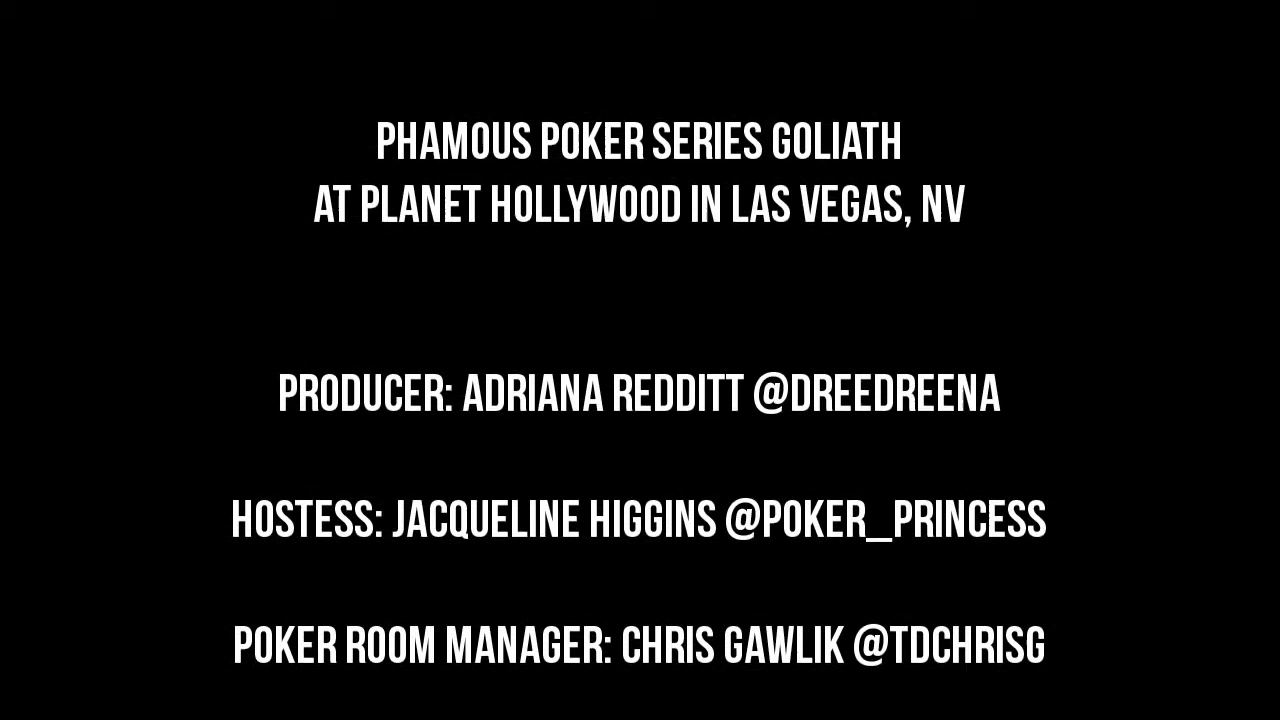 PHAMOUS POKER SERIES GOLIATH
AT PLANET HOLLYWOOD IN LAS VEGAS, NV
PRODUCER: ADRIANA REDDITT @DREEDREENA
HOSTESS: JACQUELINE HIGGINS @POKER_PRINCESS
POKER ROOM MANAGER: CHRIS GAWLIK @TDCHRISG